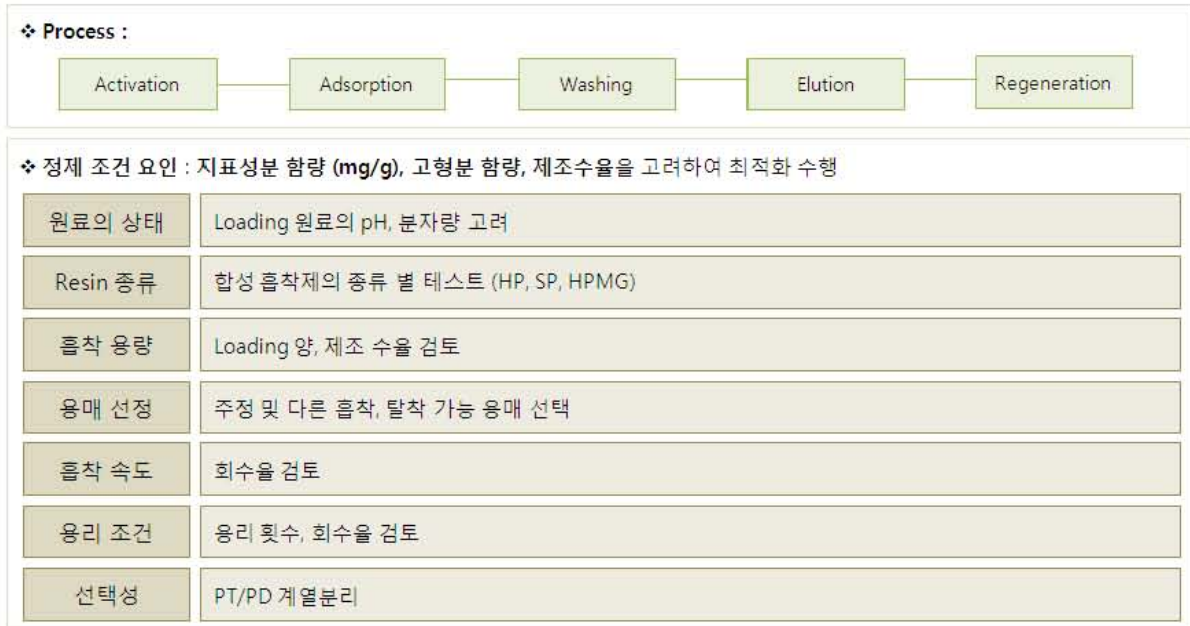 ❖ Process :
Activation Adsorption Washing Elution Regeneration
❖ 정제 조건 요인 : 지표성분 함량 (mg/g), 고형분 함량, 제조수율을 고려하여 최적화 수행
원료의 상태 Loading 원료의 pH, 분자량 고려
Resin 종류 합성 흡착제의 종류 별 테스트 (HP, SP, HPMG)
흡착 용량 Loading 양, 제조 수율 검토
용매 선정 주정 및 다른 흡착, 탈착 가능 용매 선택
흡착 속도 회수율 검토
용리 조건 용리 횟수, 회수율 검토
선택성 PT/PD 계열분리